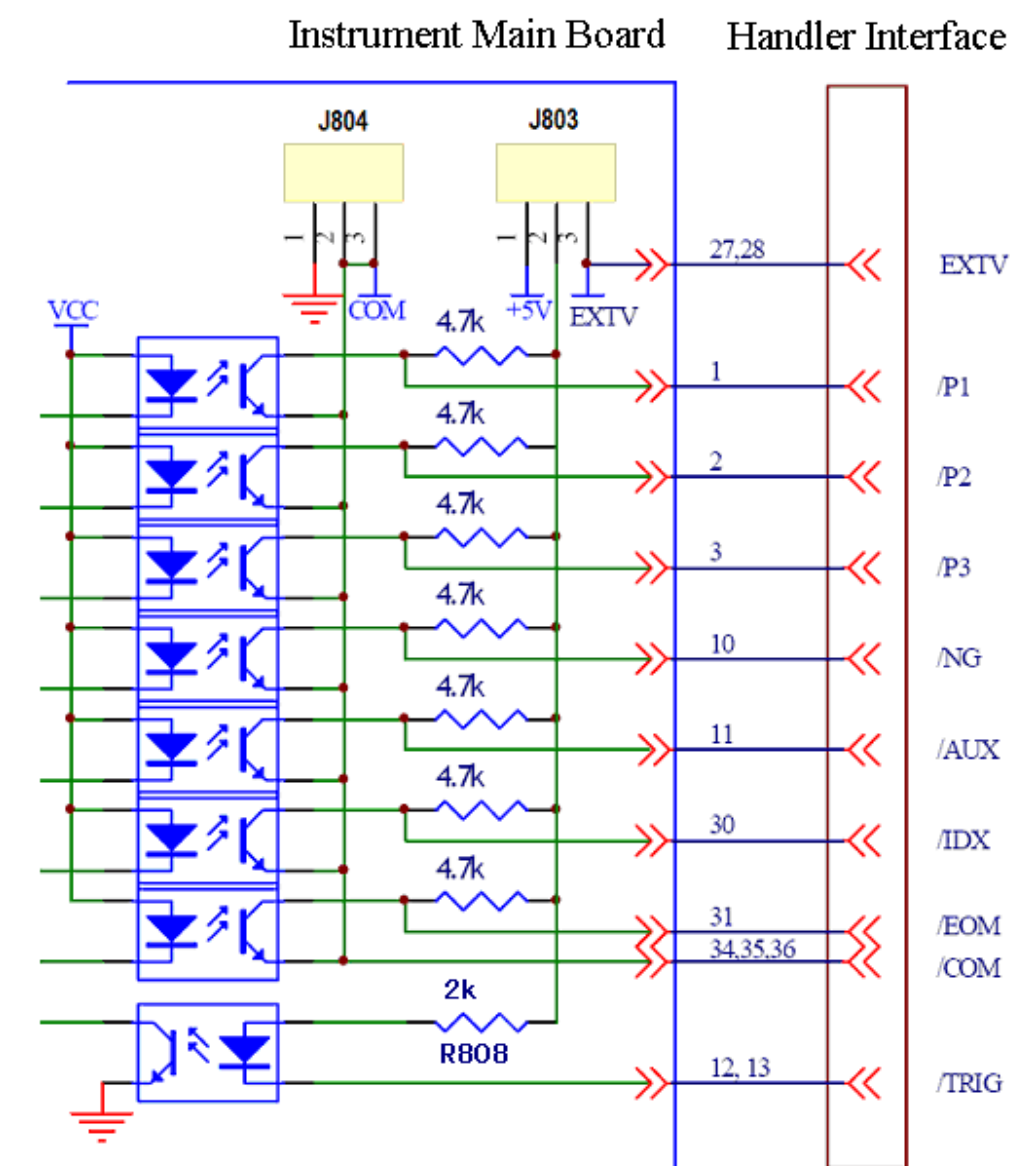 Instrument Main Board Handler Interface
J804 J803
1 2 3 1 2 3
27,28 EXTV
COM +5V EXTV
VCC 4.7k
1 /P1
4.7k
2 /P2
4.7k
3 /P3
4.7k
10 /NG
4.7k
11 /AUX
4.7k
30 /IDX
4.7k
31 /EOM
34,35,36 /COM
2k
R808
12, 13 /TRIG